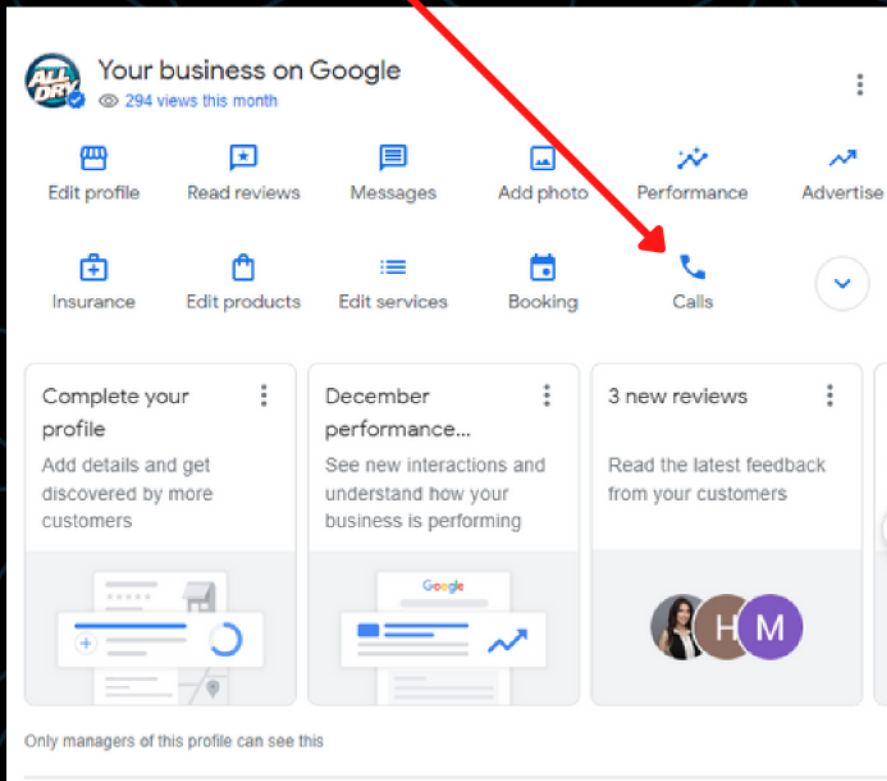 ALL
DRY
Your business on Google
294 views this month
Edit profile
Read reviews
Messages
Add photo
Performance
Advertise
Insurance
Edit products
Edit services
Booking
Calls
Complete your
profile
Add details and get
discovered by more
customers
December
performance...
See new interactions and
understand how your
business is performing
Google
3 new reviews
Read the latest feedback
from your customers
H
M
Only managers of this profile can see this